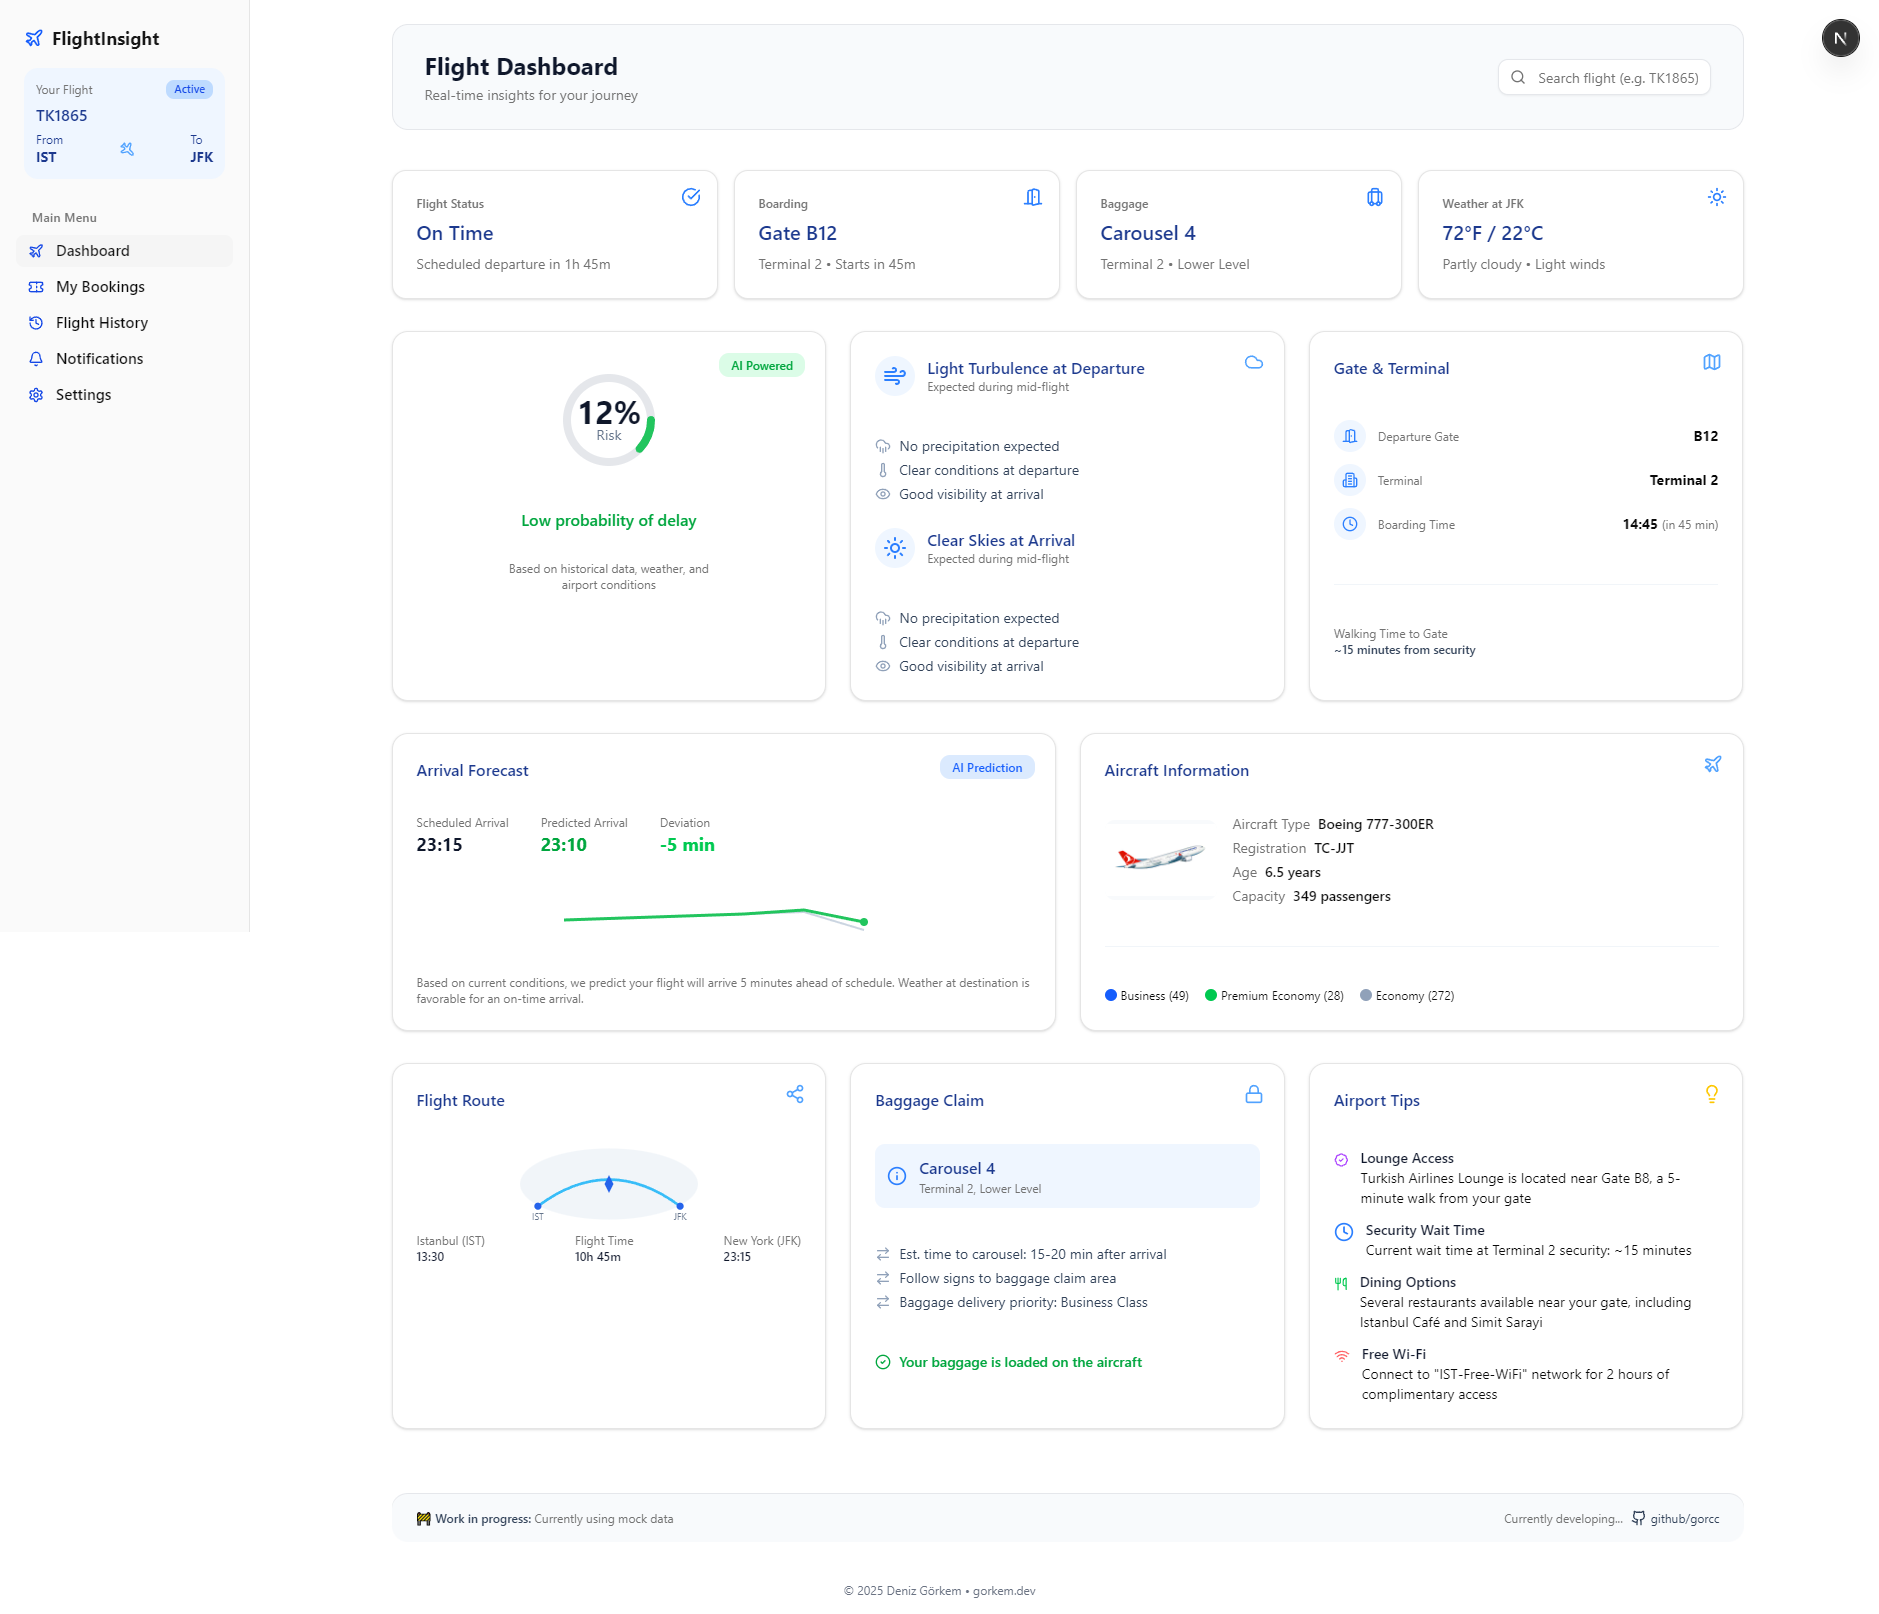 FlightInsight
Your Flight
Active
TK1865
From
To
IST
JFK
Main Menu
Dashboard
My Bookings
Flight History
Notifications
Settings
Flight Dashboard
Real-time insights for your journey
Search flight (e.g. TK1865)
N
Flight Status
On Time
Scheduled departure in 1h 45m
Boarding
Gate B12
Terminal 2 • Starts in 45m
Baggage
Carousel 4
Terminal 2 • Lower Level
Weather at JFK
72°F / 22°C
Partly cloudy • Light winds
AI Powered
12%
Risk
Low probability of delay
Based on historical data, weather, and
airport conditions
Light Turbulence at Departure
Expected during mid-flight
No precipitation expected
Clear conditions at departure
Good visibility at arrival
Clear Skies at Arrival
Expected during mid-flight
No precipitation expected
Clear conditions at departure
Good visibility at arrival
Gate & Terminal
Departure Gate
B12
Terminal
Terminal 2
Boarding Time
14:45 (in 45 min)
Walking Time to Gate
~15 minutes from security
Arrival Forecast
AI Prediction
Scheduled Arrival
23:15
Predicted Arrival
23:10
Deviation
-5 min
Based on current conditions, we predict your flight will arrive 5 minutes ahead of schedule. Weather at destination is
favorable for an on-time arrival.
Aircraft Information
Aircraft Type Boeing 777-300ER
Registration TC-JJT
Age 6.5 years
Capacity 349 passengers
Business (49)
Premium Economy (28)
Economy (272)
Flight Route
IST
JFK
Istanbul (IST)
13:30
Flight Time
10h 45m
New York (JFK)
23:15
Baggage Claim
Carousel 4
Terminal 2, Lower Level
Est. time to carousel: 15-20 min after arrival
Follow signs to baggage claim area
Baggage delivery priority: Business Class
Your baggage is loaded on the aircraft
Airport Tips
Lounge Access
Turkish Airlines Lounge is located near Gate B8, a 5-
minute walk from your gate
Security Wait Time
Current wait time at Terminal 2 security: ~15 minutes
Dining Options
Several restaurants available near your gate, including
Istanbul Café and Simit Sarayi
Free Wi-Fi
Connect to "IST-Free-WiFi" network for 2 hours of
complimentary access
🚧 Work in progress: Currently using mock data
Currently developing...
github/gorcc
© 2025 Deniz Görkem • gorkem.dev